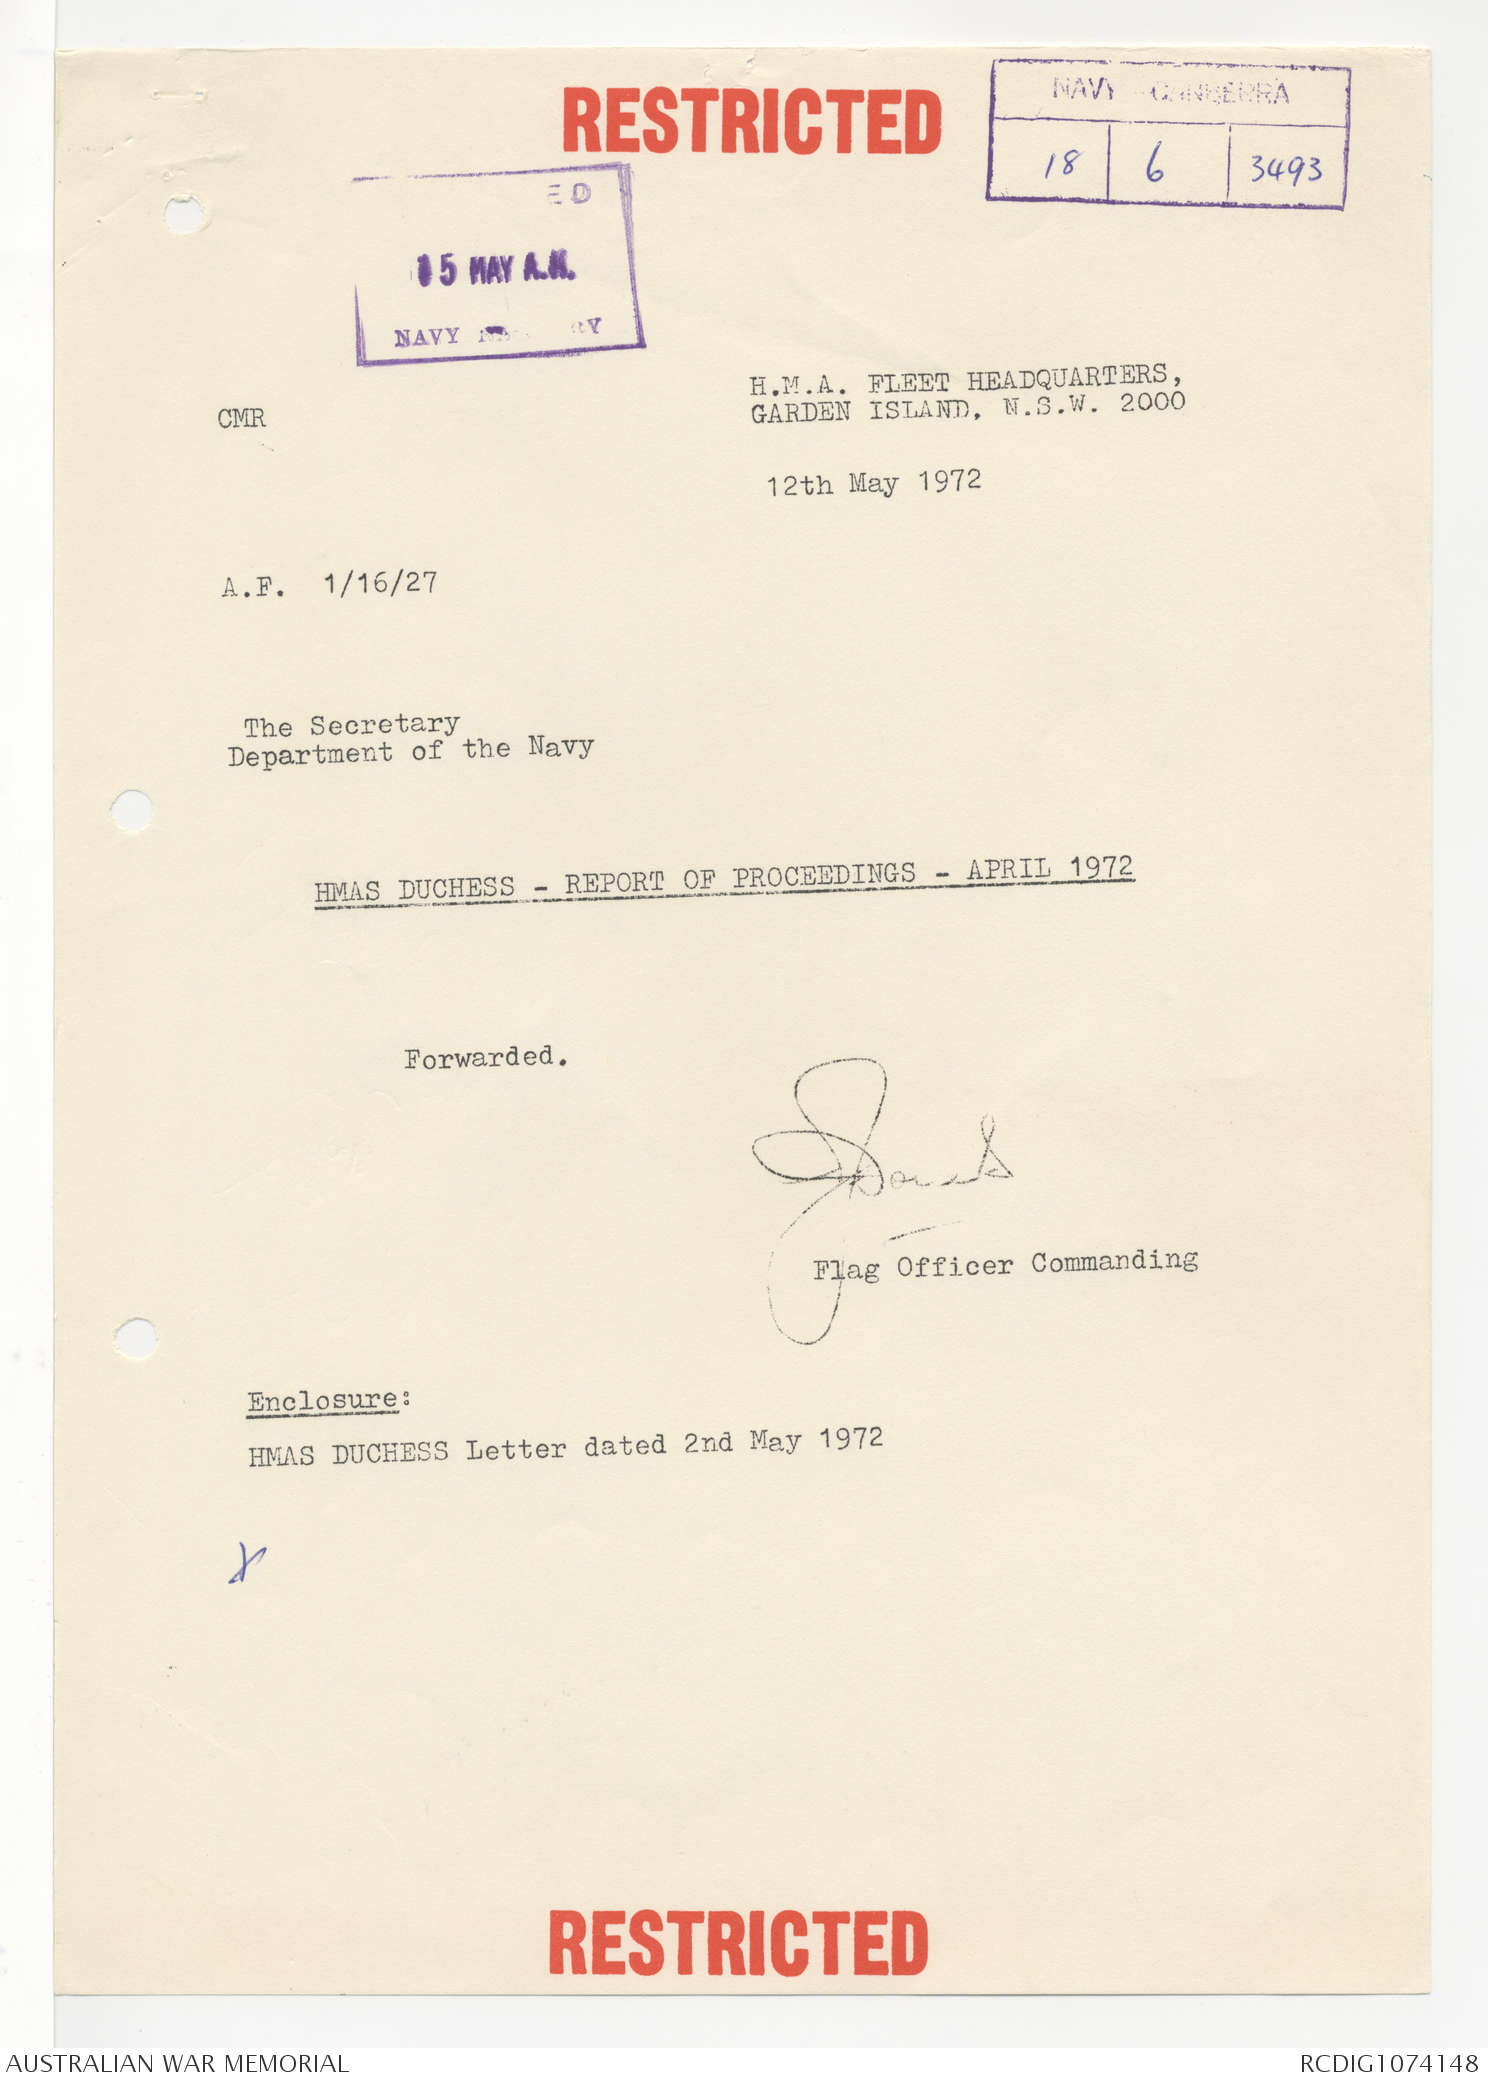 RESTRICTED
NAVY CANBERRA
18 6 3493
ED
15 MAY A.M.
NAVY
CMR
H.M.A. FLEET HEADQUARTERS,
GARDEN ISLAND, N.S.W. 2000
12th May 1972
A.F. 1/16/27
The Secretary
Department of the Navy
HMAS DUCHESS - REPORT OF PROCEEDINGS - APRIL 1972
Forwarded.
Flag Officer Commanding
Enclosure:
HMAS DUCHESS Letter dated 2nd May 1972
RESTRICTED
AUSTRALIAN WAR MEMORIAL
RCDIG1074148